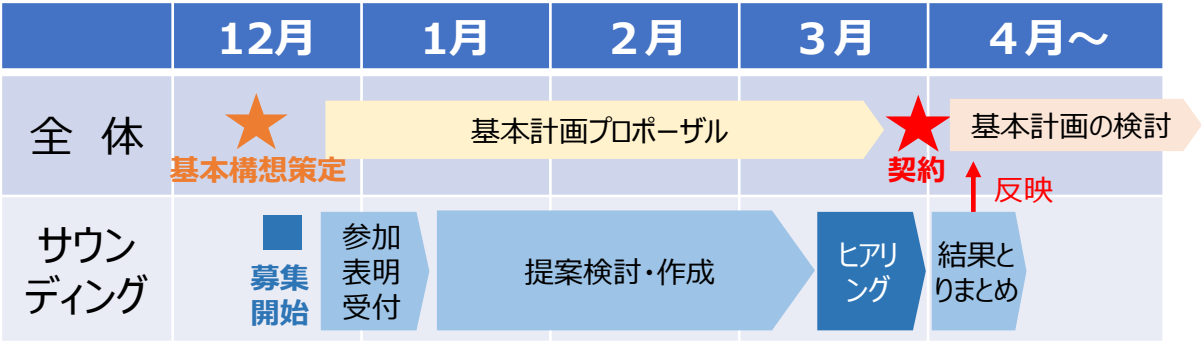 12月 1月 2月 3月 4月～
全 体
基本構想策定
基本計画プロポーザル
契約
基本計画の検討
反映
サウン
ディング
募集
開始
参加
表明
受付
提案検討・作成
ヒアリ
ング
結果と
りまとめ